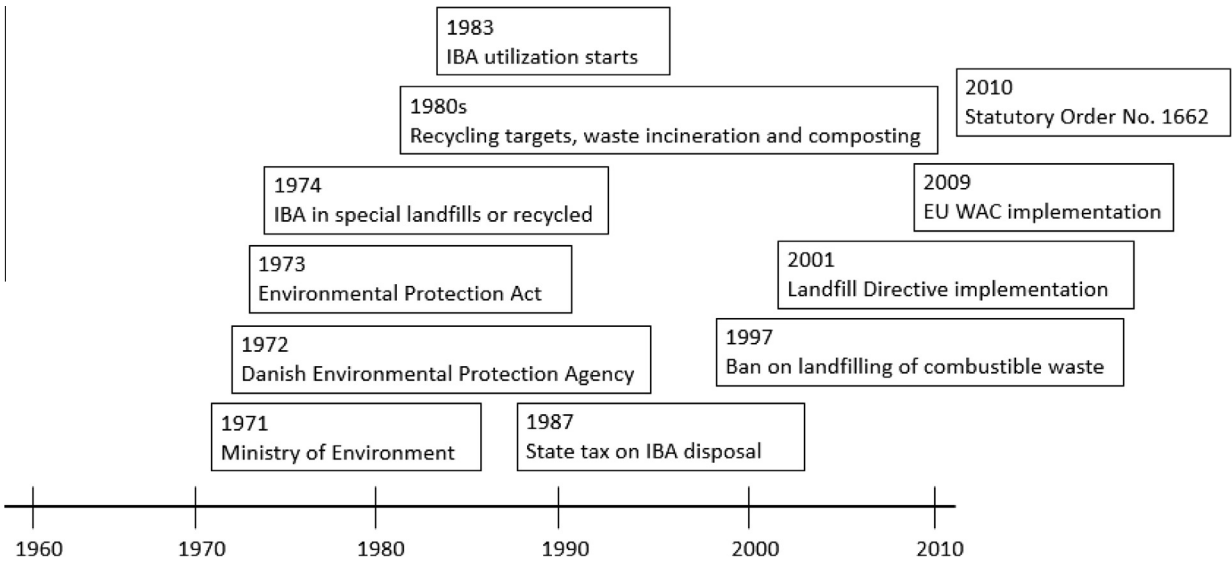 1983
IBA utilization starts
1980s
Recycling targets, waste incineration and composting
2010
Statutory Order No. 1662
1974
IBA in special landfills or recycled
2009
EU WAC implementation
1973
Environmental Protection Act
2001
Landfill Directive implementation
1972
Danish Environmental Protection Agency
1997
Ban on landfilling of combustible waste
1971
Ministry of Environment
1987
State tax on IBA disposal
1960 1970 1980 1990 2000 2010